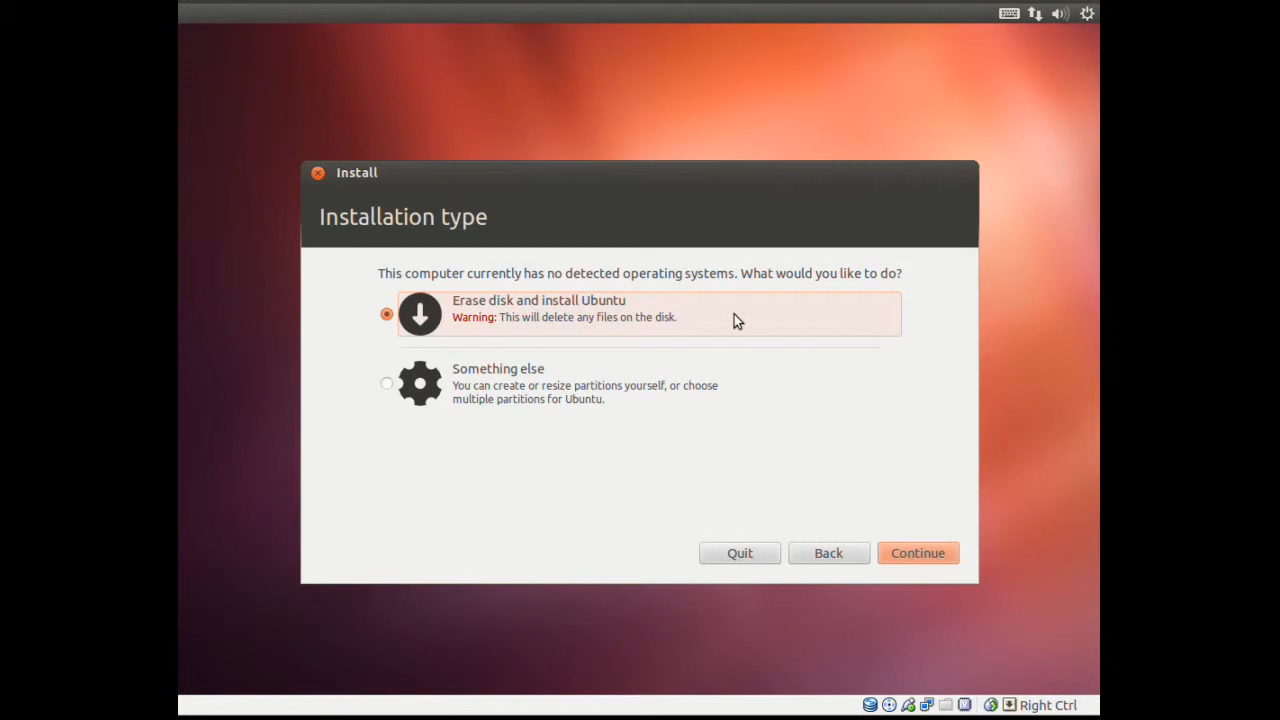 Install
Installation type
This computer currently has no detected operating systems. What would you like to do?
Erase disk and install Ubuntu
Warning: This will delete any files on the disk.
Something else
You can create or resize partitions yourself, or choose
multiple partitions for Ubuntu.
Quit
Back
Continue
Right Ctrl